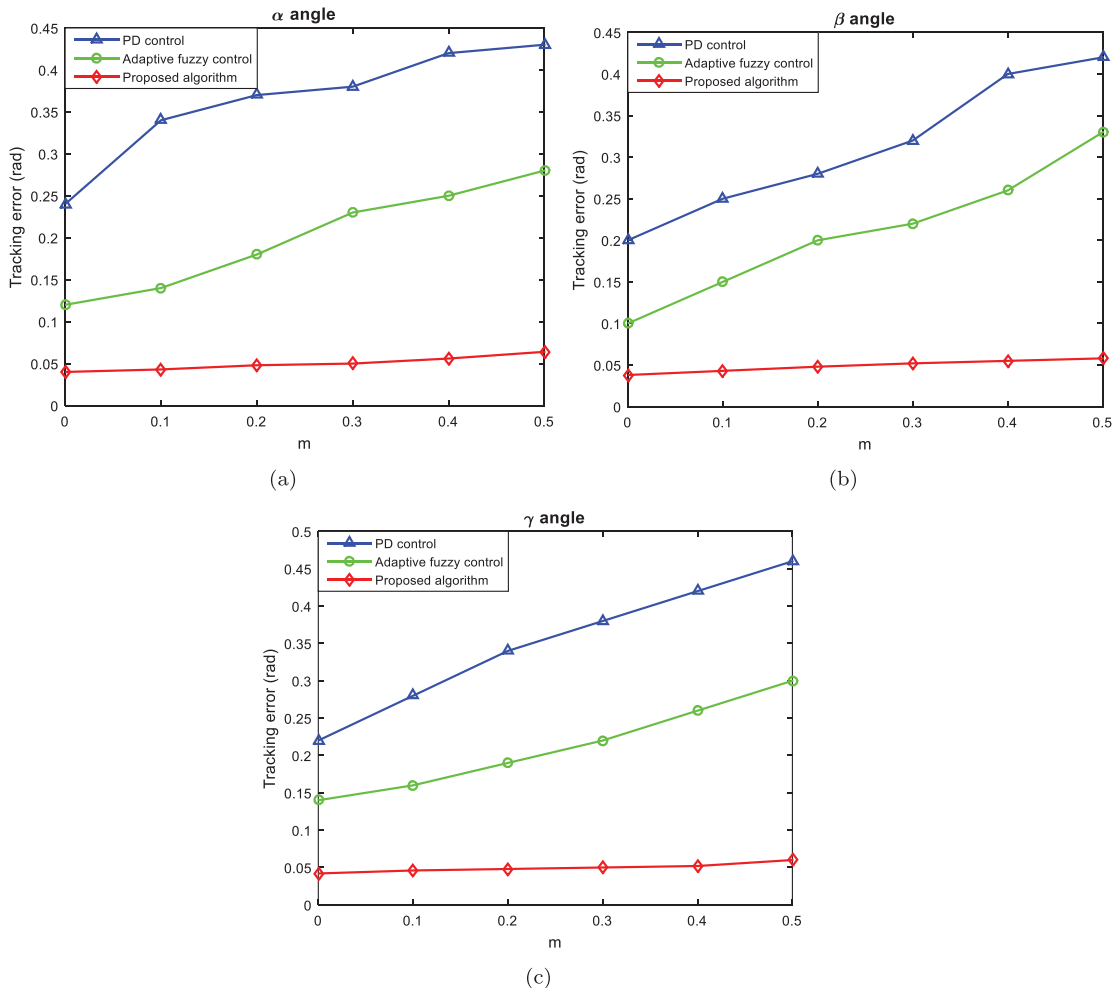 α angle
PD control
Adaptive fuzzy control
Proposed algorithm
0.45
0.4
0.35
0.3
0.25
0.2
0.15
0.1
0.05
0
Tracking error (rad)
0 0.1 0.2 0.3 0.4 0.5
m
(a)
β angle
PD control
Adaptive fuzzy control
Proposed algorithm
0.45
0.4
0.35
0.3
0.25
0.2
0.15
0.1
0.05
0
Tracking error (rad)
0 0.1 0.2 0.3 0.4 0.5
m
(b)
γ angle
PD control
Adaptive fuzzy control
Proposed algorithm
0.5
0.45
0.4
0.35
0.3
0.25
0.2
0.15
0.1
0.05
0
Tracking error (rad)
0 0.1 0.2 0.3 0.4 0.5
m
(c)